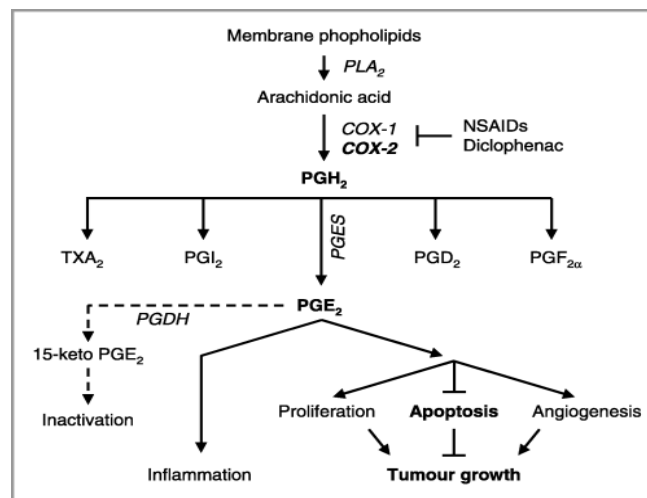 Membrane phopholipids
PLA₂
Arachidonic acid
COX-1
COX-2
NSAIDs
Diclophenac
PGH₂
PGES
TXA₂
PGI₂
PGD₂
PGF₂α
PGE₂
PGDH
15-keto PGE₂
Inactivation
Proliferation
Apoptosis
Angiogenesis
Inflammation
Tumour growth